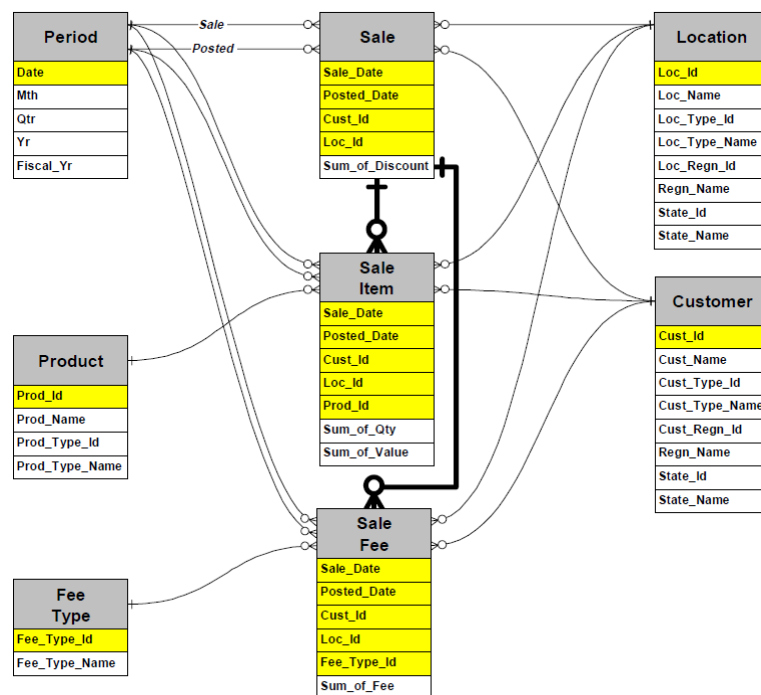 Period
Date
Mth
Qtr
Yr
Fiscal_Yr
Sale
Posted
Sale
Sale_Date
Posted_Date
Cust_Id
Loc_Id
Sum_of_Discount
Location
Loc_Id
Loc_Name
Loc_Type_Id
Loc_Type_Name
Loc_Regn_Id
Regn_Name
State_Id
State_Name
Sale
Item
Sale_Date
Posted_Date
Cust_Id
Loc_Id
Prod_Id
Sum_of_Qty
Sum_of_Value
Customer
Cust_Id
Cust_Name
Cust_Type_Id
Cust_Type_Name
Cust_Regn_Id
Regn_Name
State_Id
State_Name
Product
Prod_Id
Prod_Name
Prod_Type_Id
Prod_Type_Name
Sale
Fee
Sale_Date
Posted_Date
Cust_Id
Loc_Id
Fee_Type_Id
Sum_of_Fee
Fee
Type
Fee_Type_Id
Fee_Type_Name